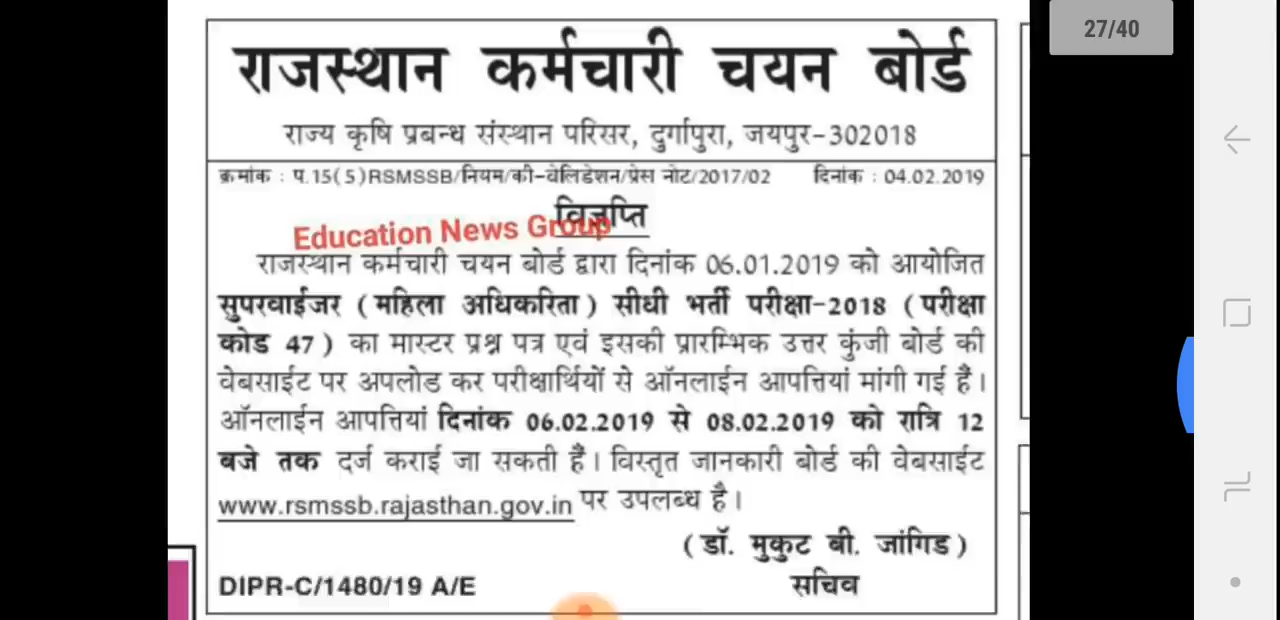 27/40
राजस्थान कर्मचारी चयन बोर्ड
राज्य कृषि प्रबन्ध संस्थान परिसर, दुर्गापुरा, जयपुर-302018
क्रमांक : प.15(5)RSMSSB/नियम/की-वेलिडेशन/प्रेस नोट/2017/02 दिनांक : 04.02.2019
विज्ञप्ति
Education News Group
राजस्थान कर्मचारी चयन बोर्ड द्वारा दिनांक 06.01.2019 को आयोजित
सुपरवाईजर (महिला अधिकरिता) सीधी भर्ती परीक्षा-2018 (परीक्षा
कोड 47) का मास्टर प्रश्न पत्र एवं इसकी प्रारम्भिक उत्तर कुंजी बोर्ड की
वेबसाईट पर अपलोड कर परीक्षार्थियों से ऑनलाईन आपत्तियां मांगी गई हैं।
ऑनलाईन आपत्तियां दिनांक 06.02.2019 से 08.02.2019 को रात्रि 12
बजे तक दर्ज कराई जा सकती हैं। विस्तृत जानकारी बोर्ड की वेबसाईट
www.rsmssb.rajasthan.gov.in पर उपलब्ध है।
(डॉ. मुकुट बी. जांगिड)
DIPR-C/1480/19 A/E सचिव